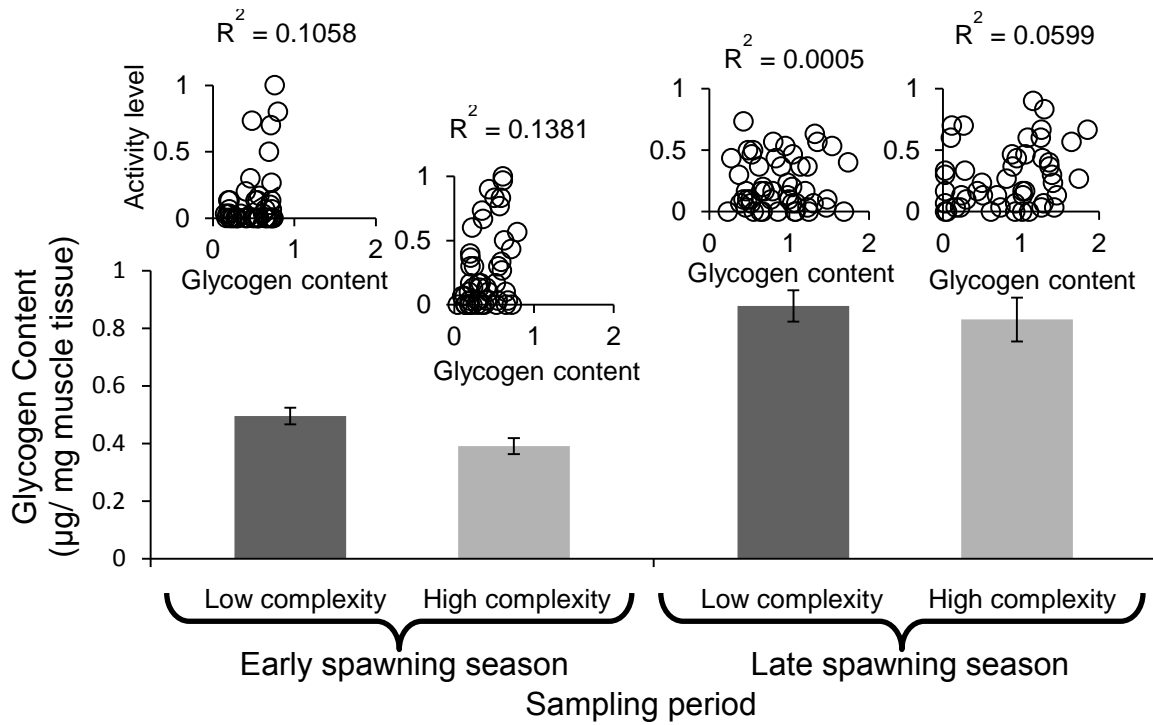 R² = 0.1058
Activity level
1
0.5
0
0 1 2
Glycogen content
R² = 0.1381
1
0.5
0
0 1 2
Glycogen content
R² = 0.0005
1
0.5
0
0 1 2
Glycogen content
R² = 0.0599
1
0.5
0
0 1 2
Glycogen content
Glycogen Content
(µg/ mg muscle tissue)
1
0.8
0.6
0.4
0.2
0
Low complexity High complexity Low complexity High complexity
Early spawning season Late spawning season
Sampling period